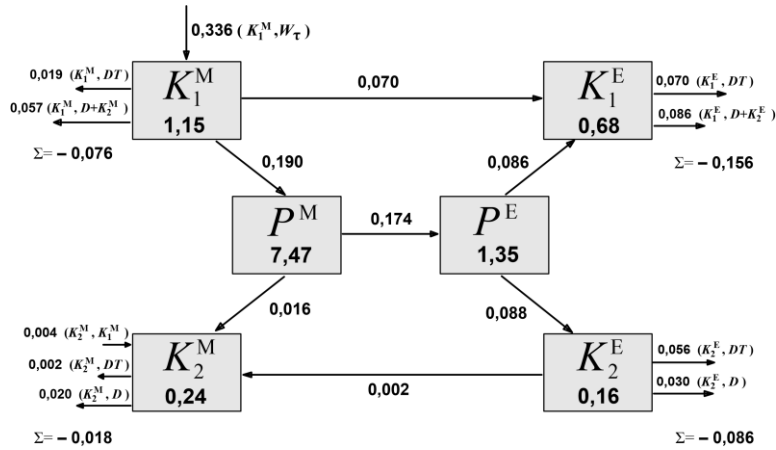 0,336 (K₁ᴹ, W_τ)
0,019 (K₁ᴹ, DT)
K₁ᴹ
1,15
0,057 (K₁ᴹ, D+K₂ᴹ)
Σ= – 0,076
0,070
K₁ᴱ
0,68
0,070 (K₁ᴱ, DT)
0,086 (K₁ᴱ, D+K₂ᴱ)
Σ= – 0,156
0,190
0,086
Pᴹ
7,47
0,174
Pᴱ
1,35
0,016
0,088
0,004 (K₂ᴹ, K₁ᴹ)
0,002 (K₂ᴹ, DT)
0,020 (K₂ᴹ, D)
K₂ᴹ
0,24
Σ= – 0,018
0,002
K₂ᴱ
0,16
0,056 (K₂ᴱ, DT)
0,030 (K₂ᴱ, D)
Σ= – 0,086